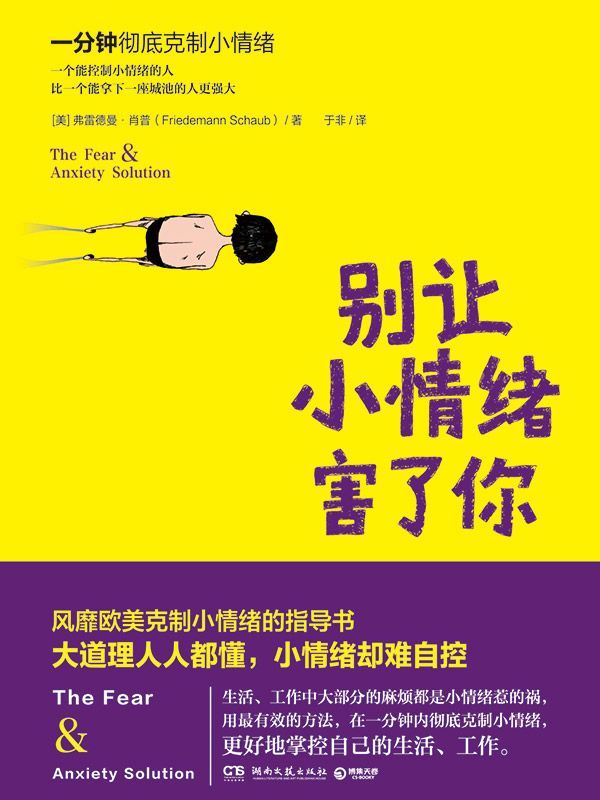 一分钟彻底克制小情绪
一个能控制小情绪的人
比一个能拿下一座城池的人更强大
[美] 弗雷德曼·肖普（Friedemann Schaub）/ 著　于非 / 译
The Fear &
Anxiety Solution
别让
小情绪
害了你
风靡欧美克制小情绪的指导书
大道理人人都懂，小情绪却难自控
The Fear
&
Anxiety Solution
生活、工作中大部分的麻烦都是小情绪惹的祸，
用最有效的方法，在一分钟内彻底克制小情绪，
更好地掌控自己的生活、工作。
湖南文艺出版社
HUNAN LITERATURE AND ART PUBLISHING HOUSE
博集天卷
CS-BOOKY